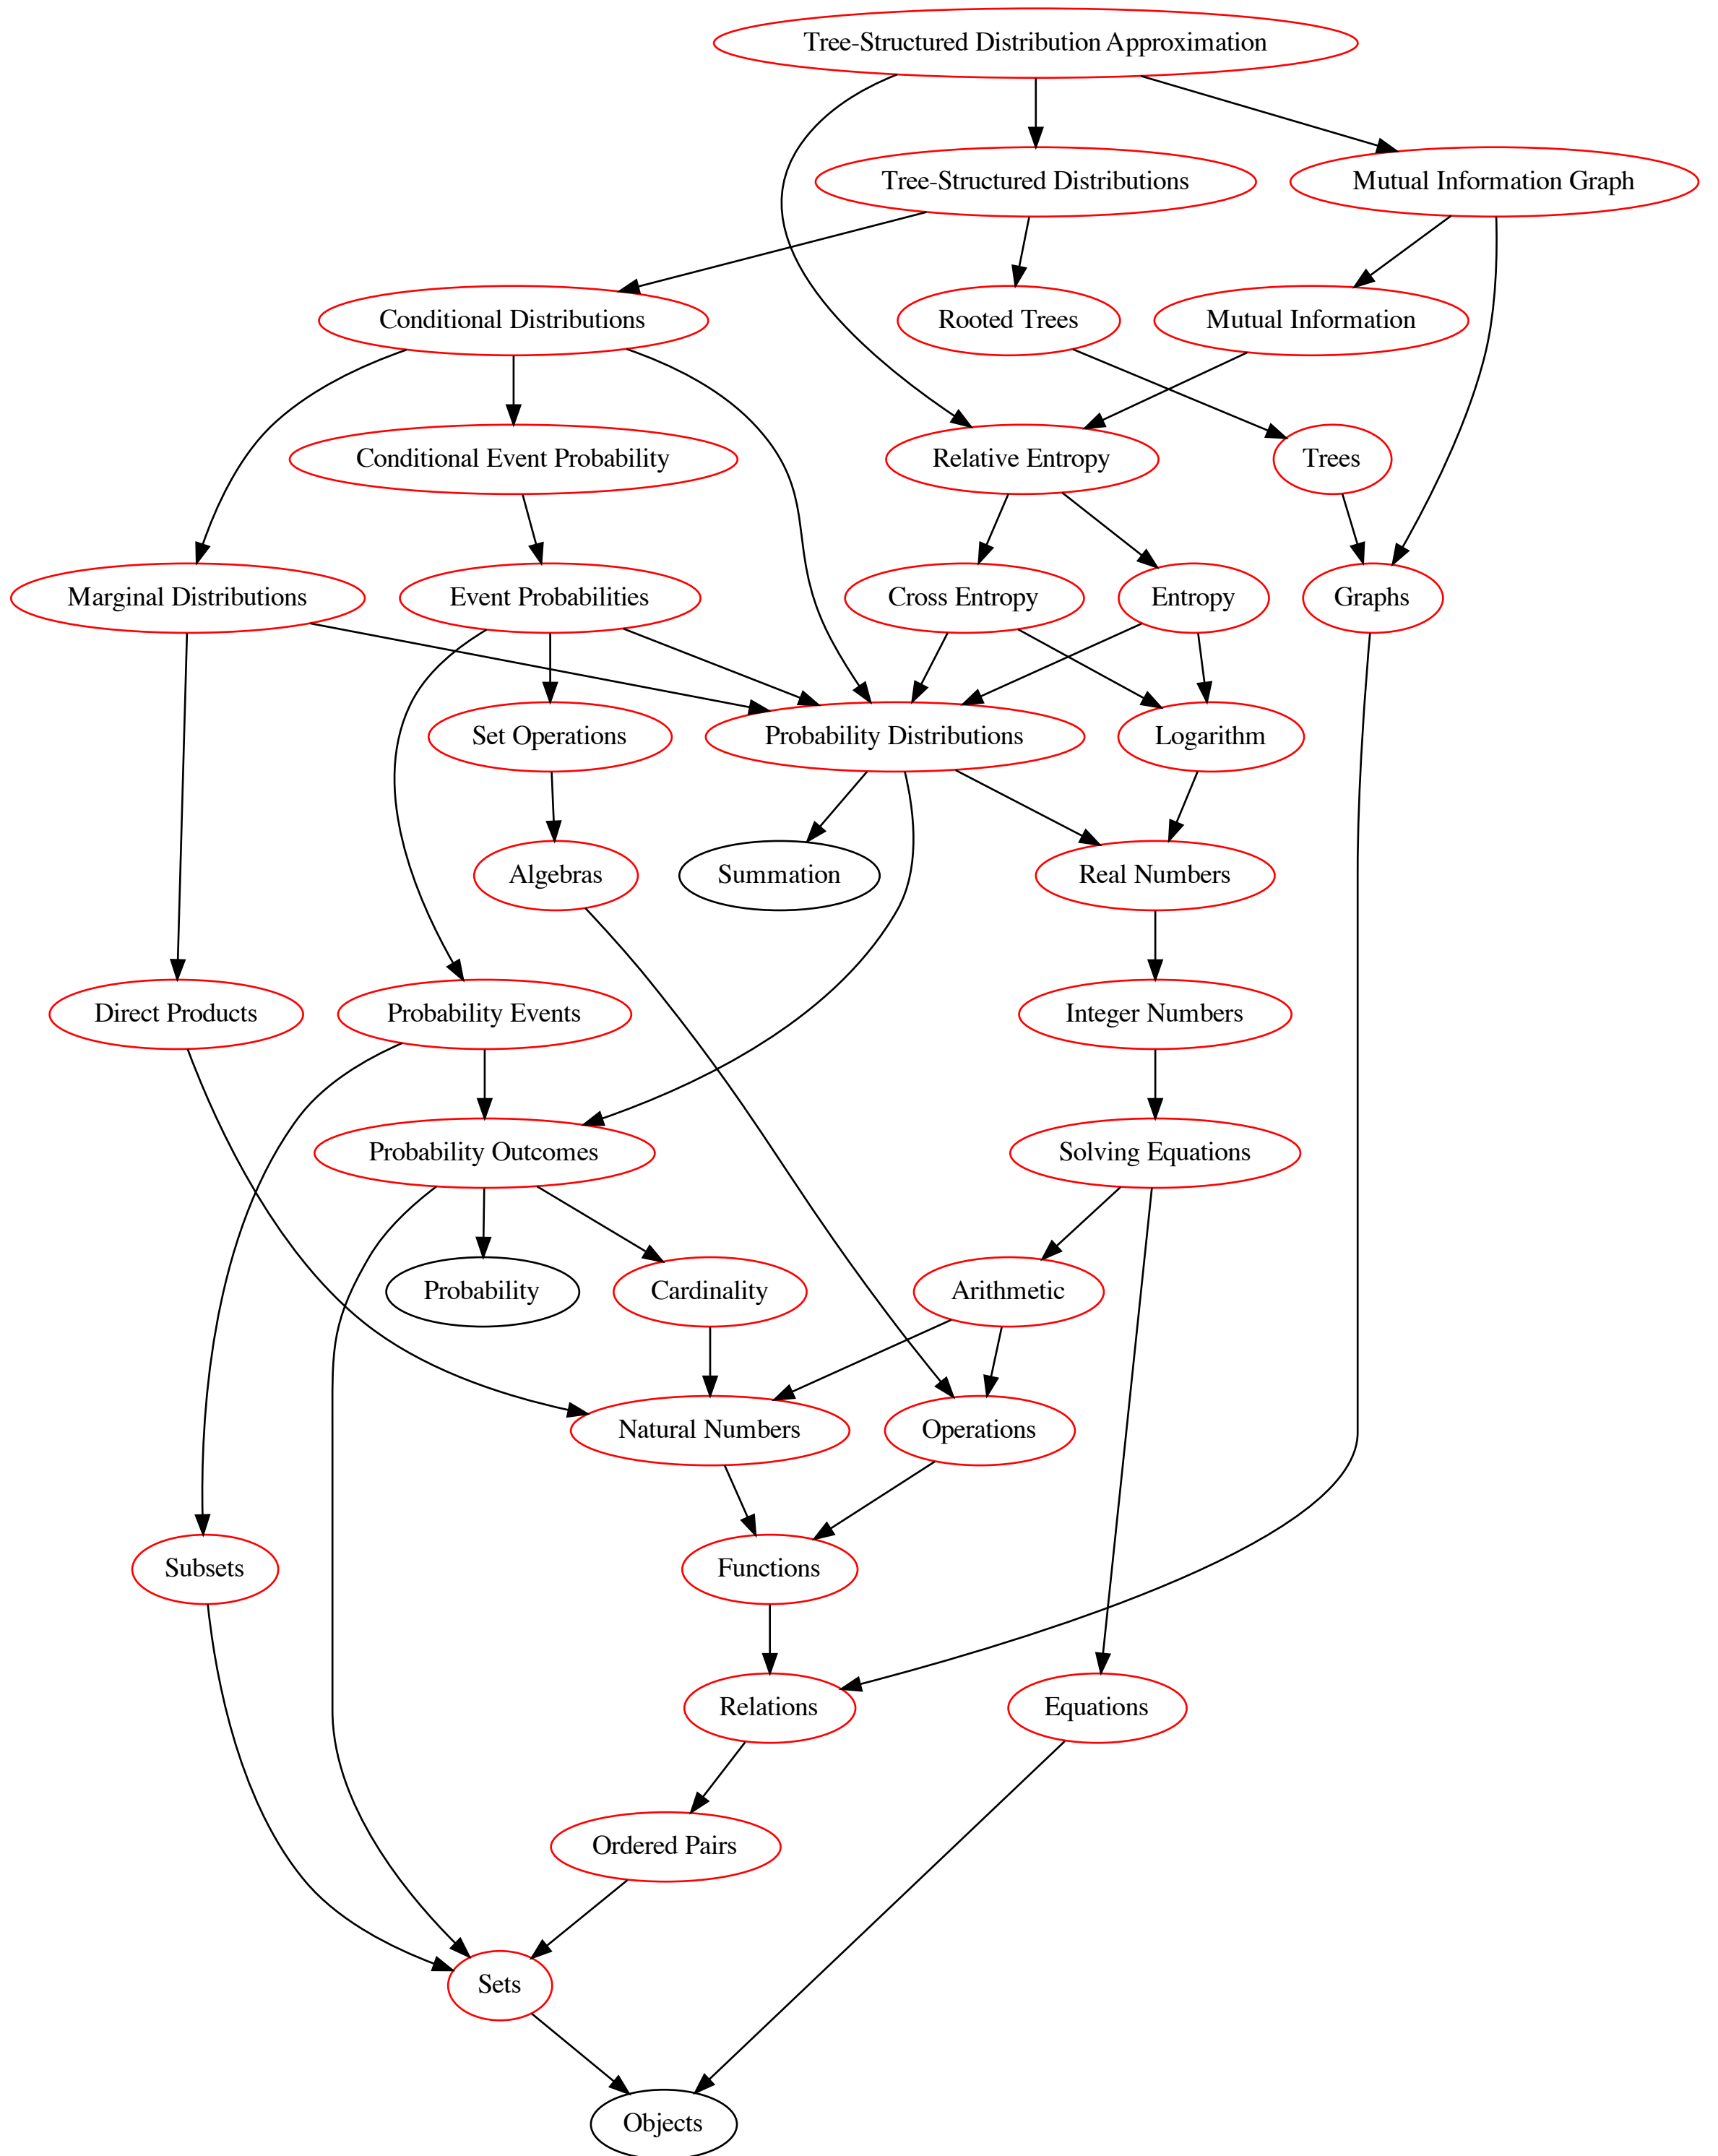 Tree-Structured Distribution Approximation
Tree-Structured Distributions
Mutual Information Graph
Conditional Distributions
Rooted Trees
Mutual Information
Conditional Event Probability
Relative Entropy
Trees
Marginal Distributions
Event Probabilities
Cross Entropy
Entropy
Graphs
Set Operations
Probability Distributions
Logarithm
Algebras
Summation
Real Numbers
Direct Products
Probability Events
Integer Numbers
Probability Outcomes
Solving Equations
Probability
Cardinality
Arithmetic
Natural Numbers
Operations
Subsets
Functions
Relations
Equations
Ordered Pairs
Sets
Objects